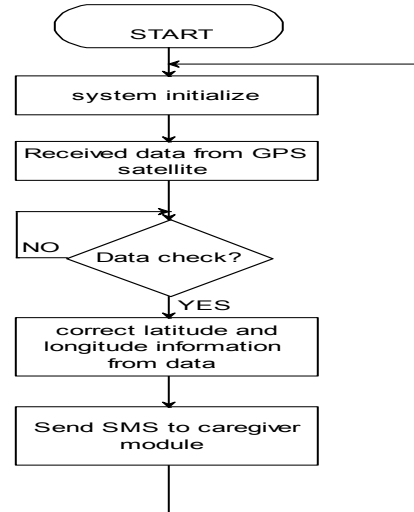 START
system initialize
Received data from GPS
satellite
Data check?
NO
YES
correct latitude and
longitude information
from data
Send SMS to caregiver
module